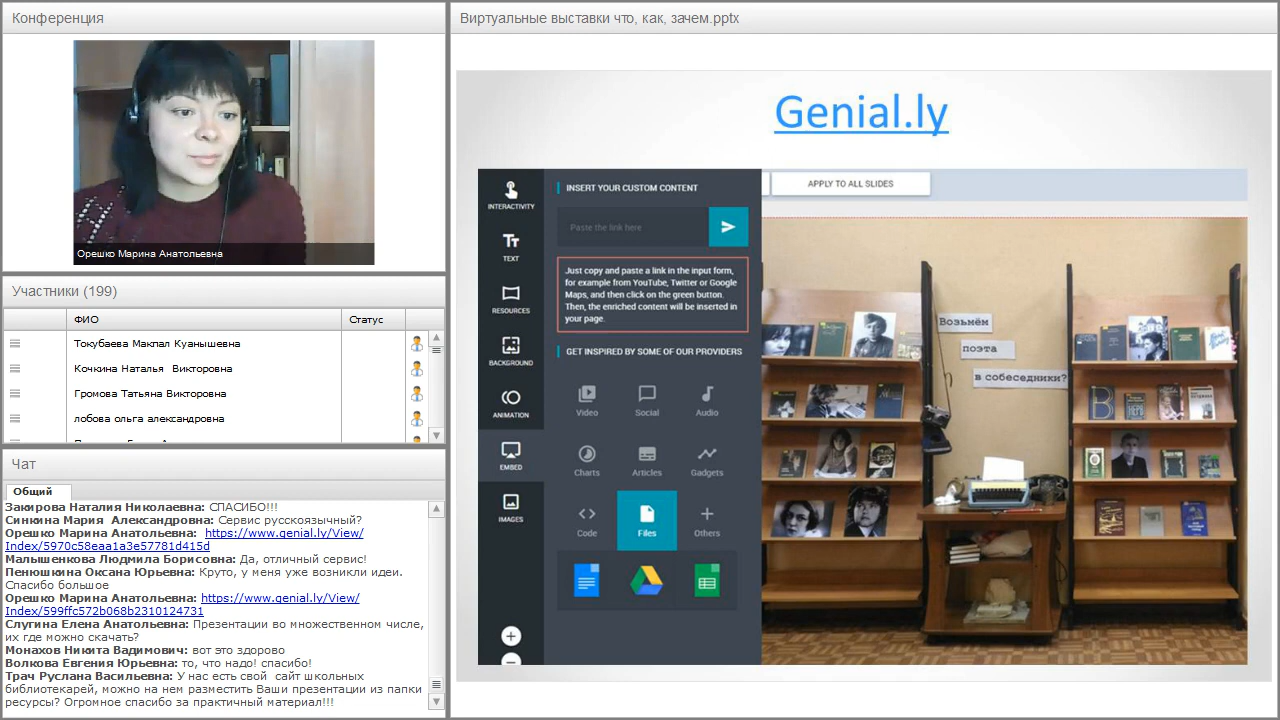 Конференция
Орешко Марина Анатольевна
Участники (199)
ФИО Статус
Токубаева Макпал Куанышевна
Кочкина Наталья Викторовна
Громова Татьяна Викторовна
лобова ольга александровна
Чат
Общий
Закирова Наталия Николаевна: СПАСИБО!!!
Синкина Мария Александровна: Сервис русскоязычный?
Орешко Марина Анатольевна: https://www.genial.ly/View/
Index/5970c58eaa1a3e57781d415d
Малышенкова Людмила Борисовна: Да, отличный сервис!
Пенюшкина Оксана Юрьевна: Круто, у меня уже возникли идеи.
Спасибо большое
Орешко Марина Анатольевна: https://www.genial.ly/View/
Index/599ffc572b068b2310124731
Слугина Елена Анатольевна: Презентации во множественном числе,
их где можно скачать?
Монахов Никита Вадимович: вот это здорово
Волкова Евгения Юрьевна: то, что надо! спасибо!
Трач Руслана Васильевна: У нас есть свой сайт школьных
библиотекарей, можно на нем разместить Ваши презентации из папки
ресурсы? Огромное спасибо за практичный материал!!!
Виртуальные выставки что, как, зачем.pptx
Genial.ly
INTERACTIVITY
TEXT
RESOURCES
BACKGROUND
ANIMATION
EMBED
IMAGES
INSERT YOUR CUSTOM CONTENT
Paste the link here
Just copy and paste a link in the input form,
for example from YouTube, Twitter or Google
Maps, and then click on the green button.
Then, the enriched content will be inserted in
your page.
GET INSPIRED BY SOME OF OUR PROVIDERS
Video Social Audio
Charts Articles Gadgets
Code Files Others
APPLY TO ALL SLIDES
Возьмём
поэта
в собеседники?